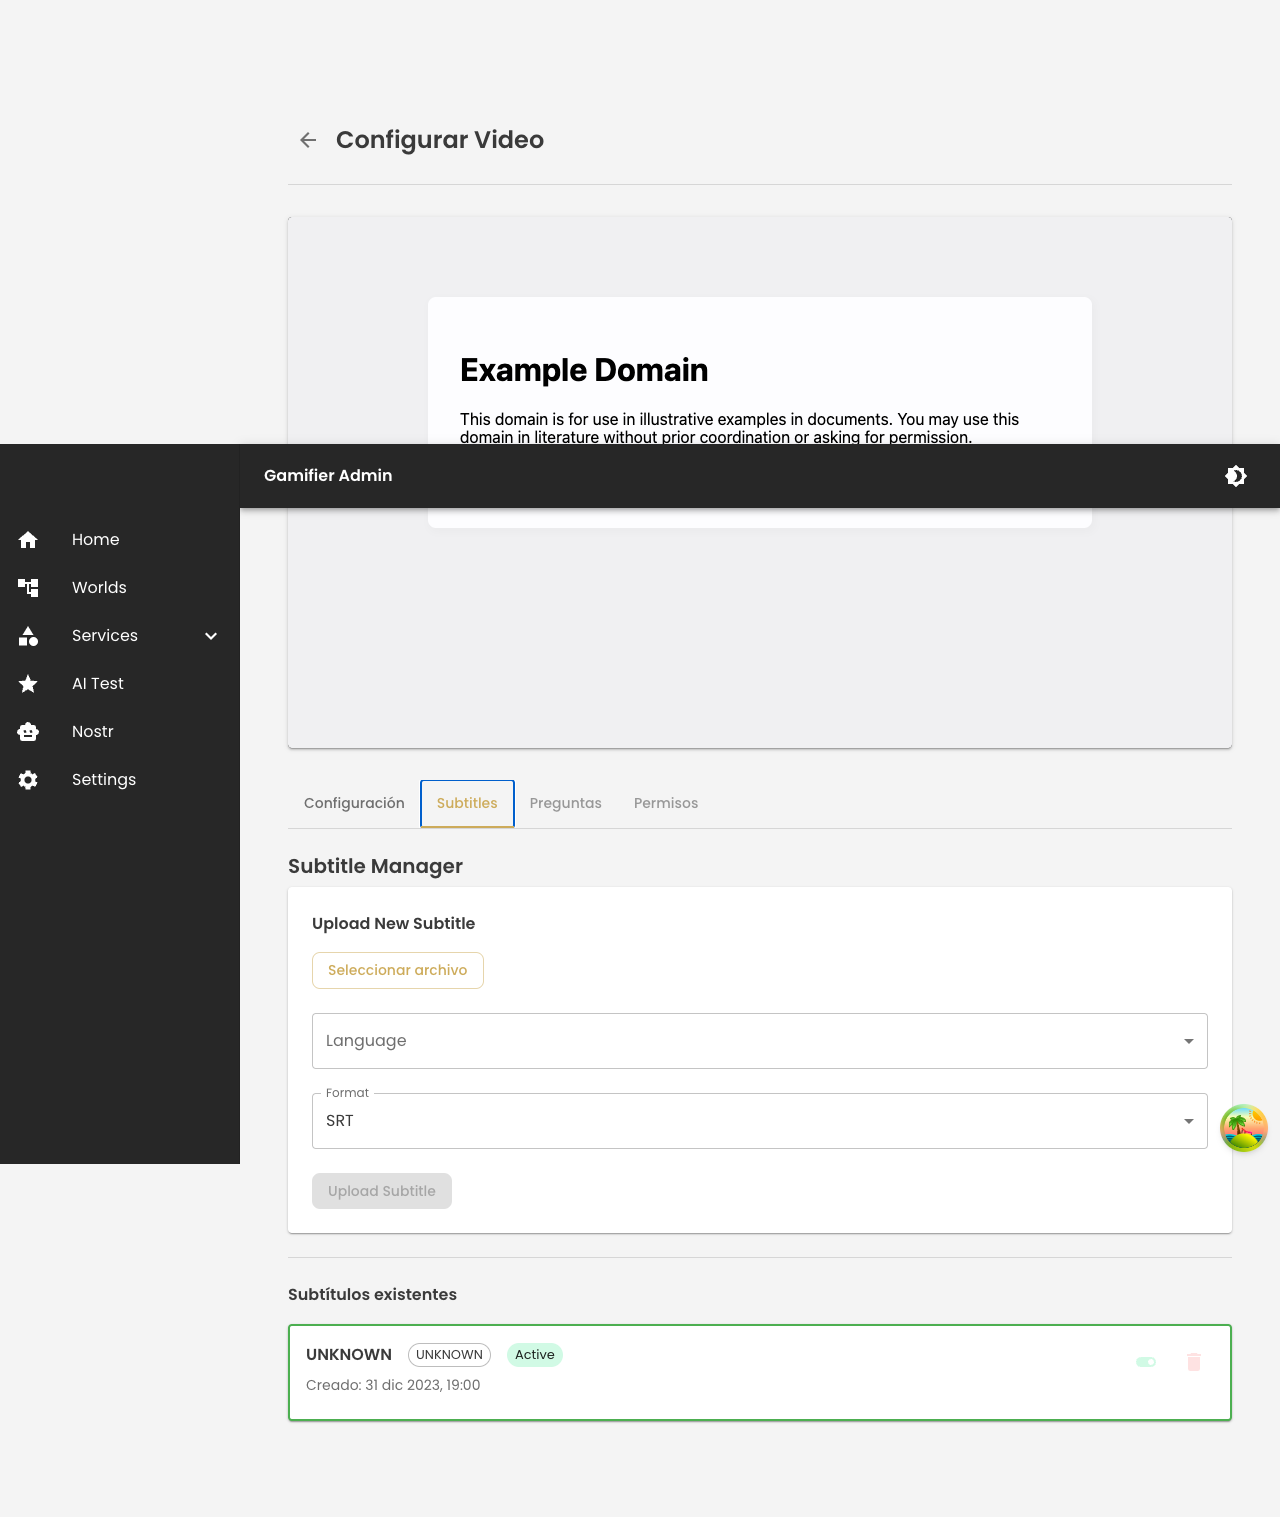 Configurar Video
Example Domain
This domain is for use in illustrative examples in documents. You may use this
domain in literature without prior coordination or asking for permission.
Gamifier Admin
Home
Worlds
Services
AI Test
Nostr
Settings
Configuración
Subtitles
Preguntas
Permisos
Subtitle Manager
Upload New Subtitle
Seleccionar archivo
Language
Format
SRT
Upload Subtitle
Subtítulos existentes
UNKNOWN UNKNOWN Active
Creado: 31 dic 2023, 19:00